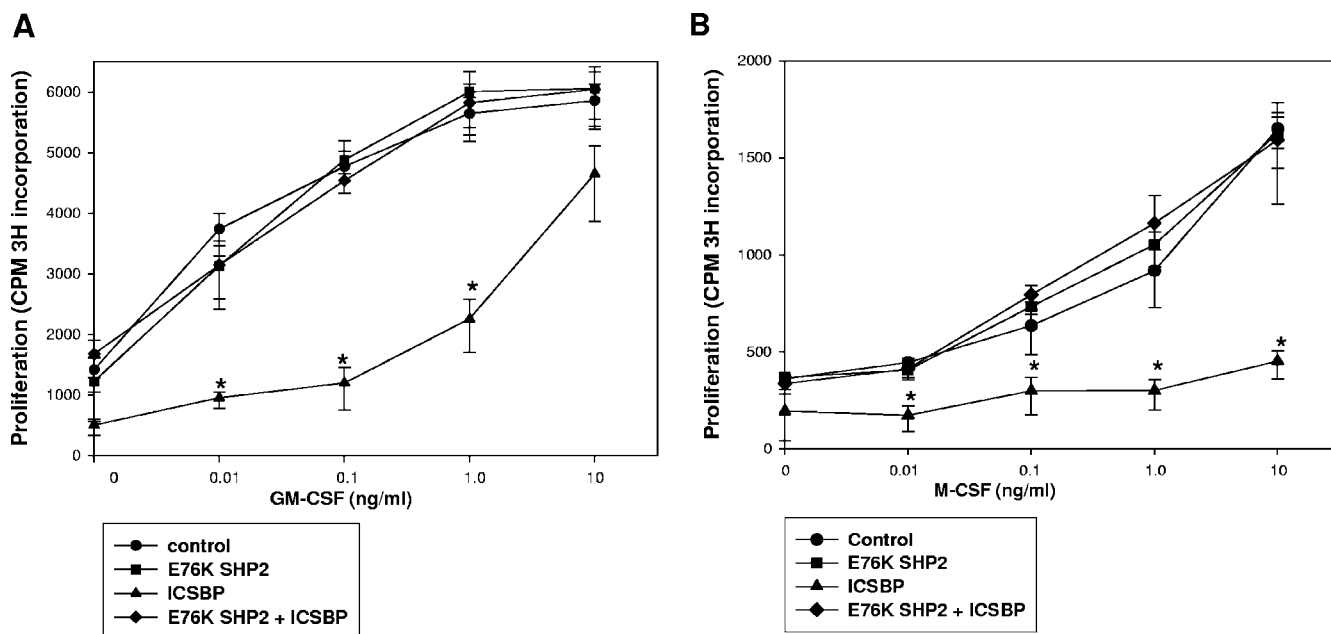 A
Proliferation (CPM 3H incorporation)
6000
5000
4000
3000
2000
1000
0
*
*
*
0 0.01 0.1 1.0 10
GM-CSF (ng/ml)
control
E76K SHP2
ICSBP
E76K SHP2 + ICSBP
B
Proliferation (CPM 3H incorporation)
2000
1500
1000
500
0
*
*
*
*
0 0.01 0.1 1.0 10
M-CSF (ng/ml)
Control
E76K SHP2
ICSBP
E76K SHP2 + ICSBP